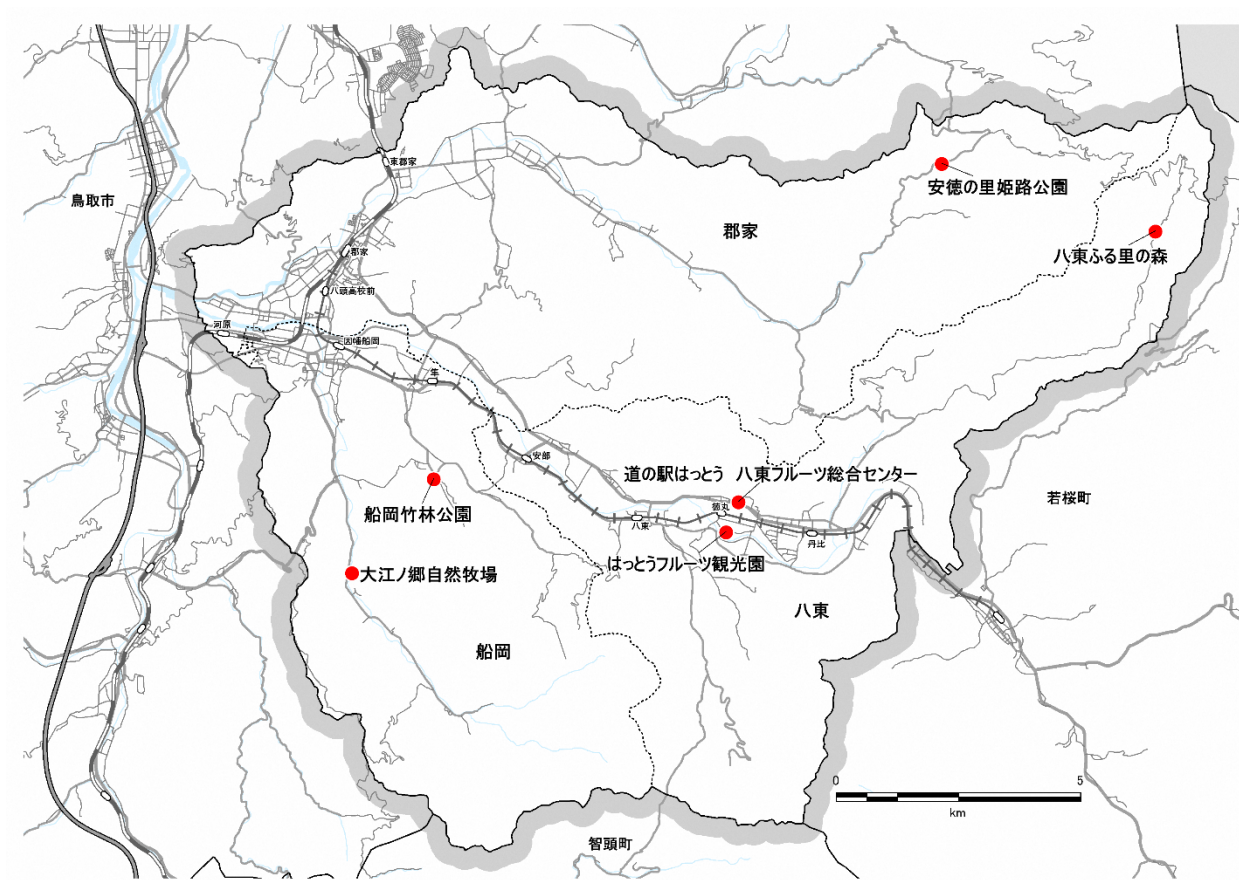 東郡家
安徳の里姫路公園
鳥取市
郡家
八東ふる里の森
郡家
八頭高校前
河原
因幡船岡
隼
安部
道の駅はっとう 八東フルーツ総合センター
若桜町
船岡竹林公園
徳丸
八東
丹比
はっとうフルーツ観光園
大江ノ郷自然牧場
八東
船岡
0 5
km
智頭町